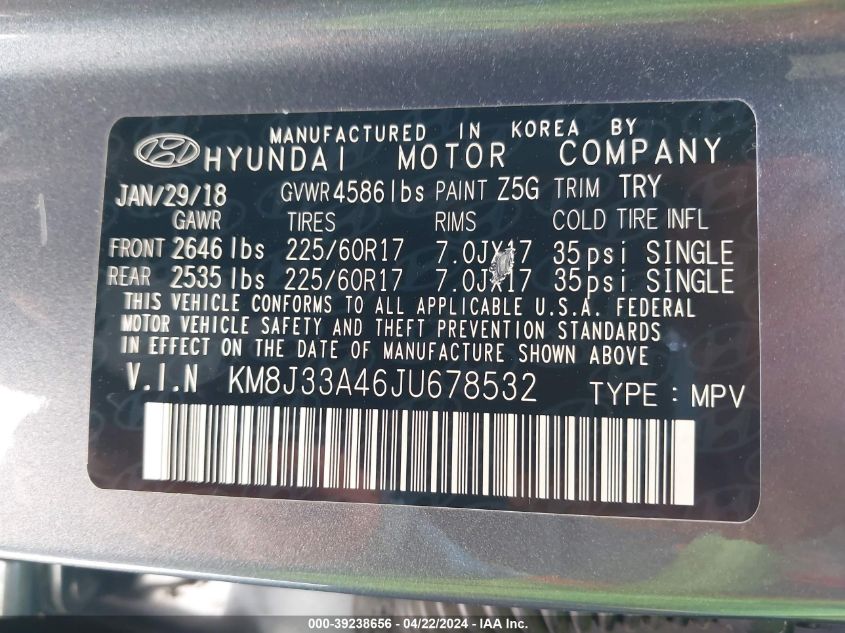 MANUFACTURED IN KOREA BY
HYUNDAI MOTOR COMPANY
JAN/29/18 GVWR 4586 lbs PAINT Z5G TRIM TRY
GAWR TIRES RIMS COLD TIRE INFL
FRONT 2646 lbs 225/60R17 7.0JX17 35psi SINGLE
REAR 2535 lbs 225/60R17 7.0JX17 35psi SINGLE
THIS VEHICLE CONFORMS TO ALL APPLICABLE U.S.A. FEDERAL
MOTOR VEHICLE SAFETY AND THEFT PREVENTION STANDARDS
IN EFFECT ON THE DATE OF MANUFACTURE SHOWN ABOVE
V.I.N KM8J33A46JU678532 TYPE : MPV
000-39238656 - 04/22/2024 - IAA Inc.